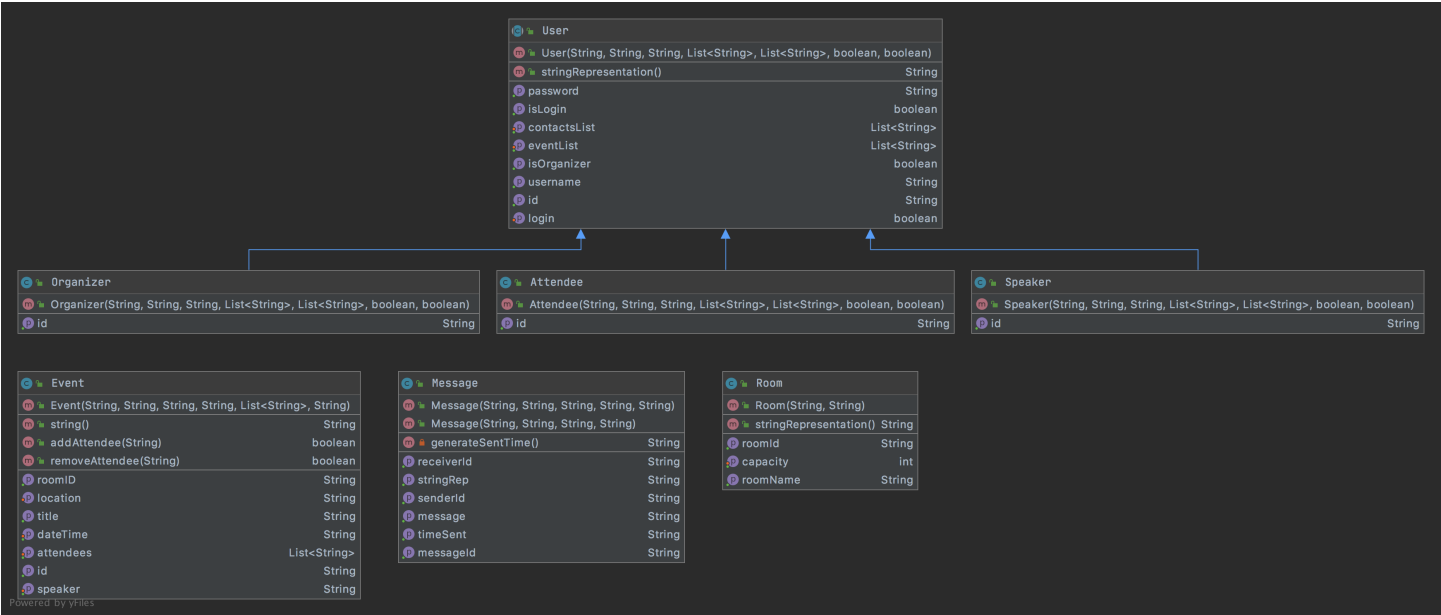 User
User(String, String, String, List<String>, List<String>, boolean, boolean)
stringRepresentation() String
password String
isLogin boolean
contactsList List<String>
eventList List<String>
isOrganizer boolean
username String
id String
login boolean
Organizer
Organizer(String, String, String, List<String>, List<String>, boolean, boolean)
id String
Attendee
Attendee(String, String, String, List<String>, List<String>, boolean, boolean)
id String
Speaker
Speaker(String, String, String, List<String>, List<String>, boolean, boolean)
id String
Event
Event(String, String, String, String, List<String>, String)
string() String
addAttendee(String) boolean
removeAttendee(String) boolean
roomID String
location String
title String
dateTime String
attendees List<String>
id String
speaker String
Message
Message(String, String, String, String, String)
Message(String, String, String, String)
generateSentTime() String
receiverId String
stringRep String
senderId String
message String
timeSent String
messageId String
Room
Room(String, String)
stringRepresentation() String
roomId String
capacity int
roomName String
Powered by yFiles